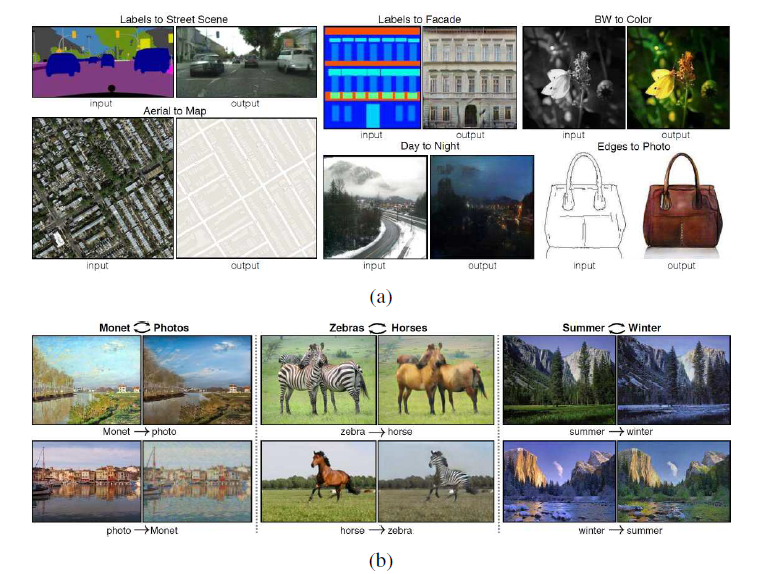 Labels to Street Scene
input
output
Labels to Facade
input
output
BW to Color
input
output
Aerial to Map
input
output
Day to Night
input
output
Edges to Photo
input
output
(a)
Monet Photos
Monet → photo
photo → Monet
Zebras Horses
zebra → horse
horse → zebra
Summer Winter
summer → winter
winter → summer
(b)